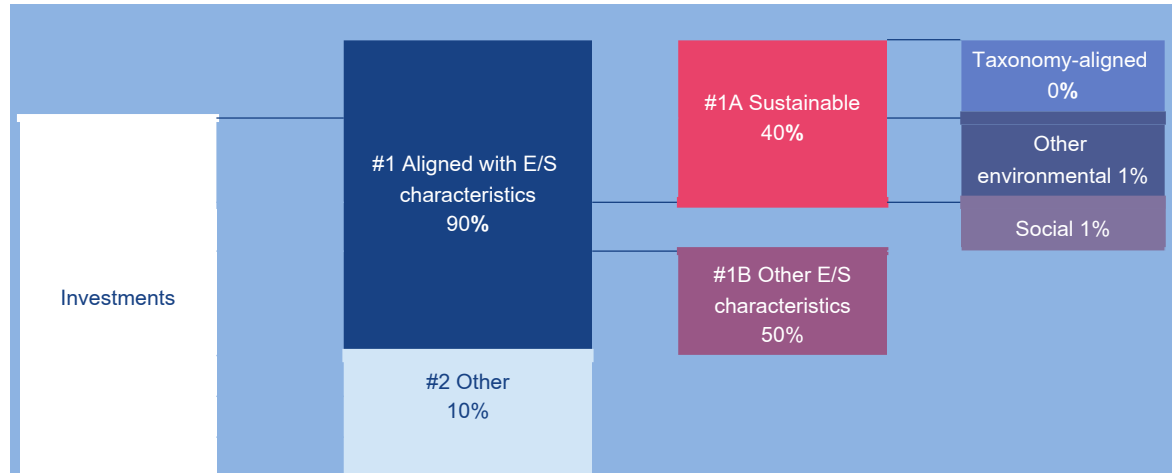 Investments
#1 Aligned with E/S
characteristics
90%
#2 Other
10%
#1A Sustainable
40%
#1B Other E/S
characteristics
50%
Taxonomy-aligned
0%
Other
environmental 1%
Social 1%